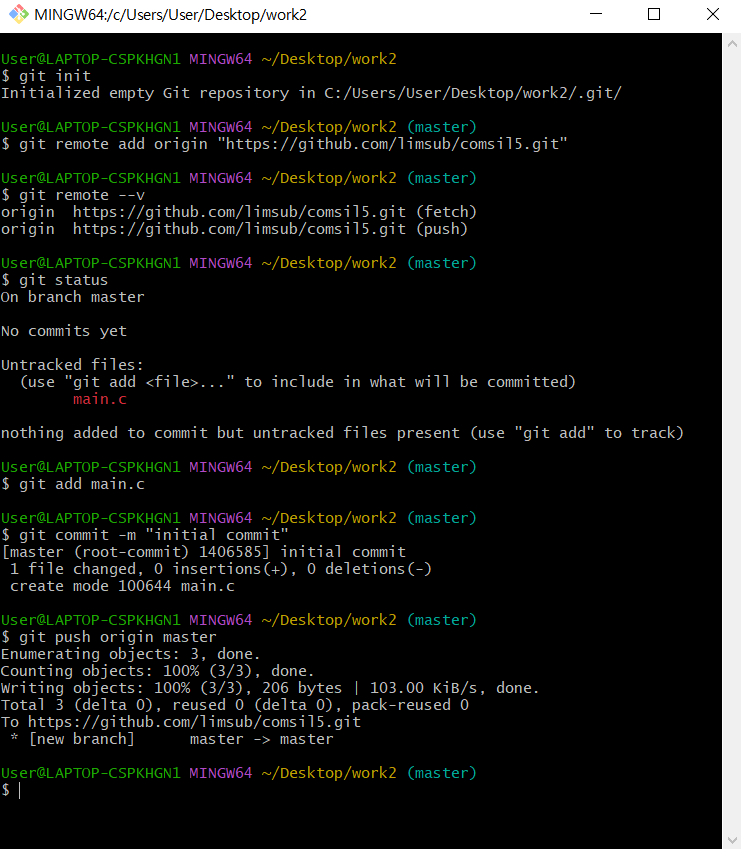 MINGW64:/c/Users/User/Desktop/work2
User@LAPTOP-CSPKHGN1 MINGW64 ~/Desktop/work2
$ git init
Initialized empty Git repository in C:/Users/User/Desktop/work2/.git/
User@LAPTOP-CSPKHGN1 MINGW64 ~/Desktop/work2 (master)
$ git remote add origin "https://github.com/limsub/comsil5.git"
User@LAPTOP-CSPKHGN1 MINGW64 ~/Desktop/work2 (master)
$ git remote --v
origin  https://github.com/limsub/comsil5.git (fetch)
origin  https://github.com/limsub/comsil5.git (push)
User@LAPTOP-CSPKHGN1 MINGW64 ~/Desktop/work2 (master)
$ git status
On branch master
No commits yet
Untracked files:
  (use "git add <file>..." to include in what will be committed)
        main.c
nothing added to commit but untracked files present (use "git add" to track)
User@LAPTOP-CSPKHGN1 MINGW64 ~/Desktop/work2 (master)
$ git add main.c
User@LAPTOP-CSPKHGN1 MINGW64 ~/Desktop/work2 (master)
$ git commit -m "initial commit"
[master (root-commit) 1406585] initial commit
 1 file changed, 0 insertions(+), 0 deletions(-)
 create mode 100644 main.c
User@LAPTOP-CSPKHGN1 MINGW64 ~/Desktop/work2 (master)
$ git push origin master
Enumerating objects: 3, done.
Counting objects: 100% (3/3), done.
Writing objects: 100% (3/3), 206 bytes | 103.00 KiB/s, done.
Total 3 (delta 0), reused 0 (delta 0), pack-reused 0
To https://github.com/limsub/comsil5.git
 * [new branch]      master -> master
User@LAPTOP-CSPKHGN1 MINGW64 ~/Desktop/work2 (master)
$